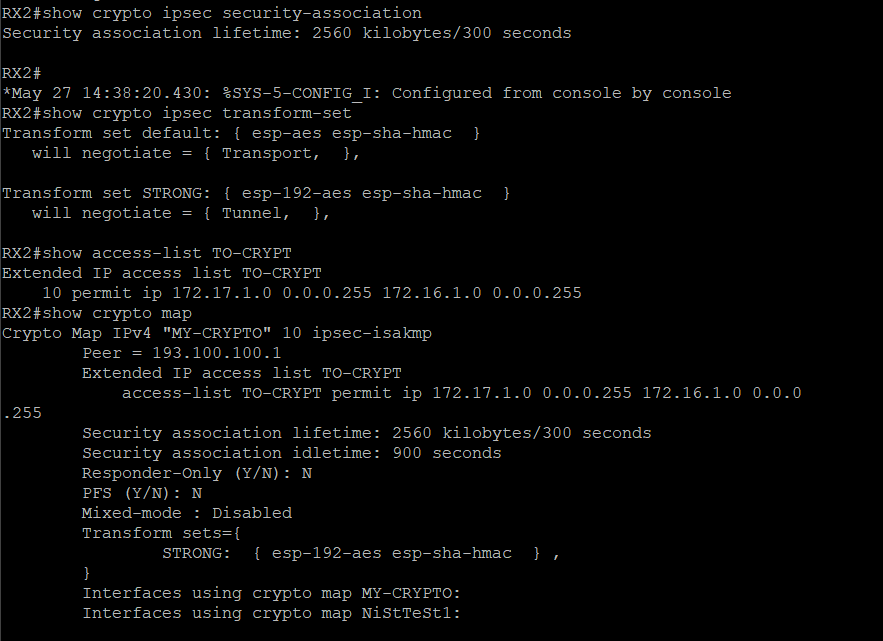 RX2#show crypto ipsec security-association
Security association lifetime: 2560 kilobytes/300 seconds
RX2#
*May 27 14:38:20.430: %SYS-5-CONFIG_I: Configured from console by console
RX2#show crypto ipsec transform-set
Transform set default: { esp-aes esp-sha-hmac  }
   will negotiate = { Transport,  },
Transform set STRONG: { esp-192-aes esp-sha-hmac  }
   will negotiate = { Tunnel,  },
RX2#show access-list TO-CRYPT
Extended IP access list TO-CRYPT
    10 permit ip 172.17.1.0 0.0.0.255 172.16.1.0 0.0.0.255
RX2#show crypto map
Crypto Map IPv4 "MY-CRYPTO" 10 ipsec-isakmp
        Peer = 193.100.100.1
        Extended IP access list TO-CRYPT
            access-list TO-CRYPT permit ip 172.17.1.0 0.0.0.255 172.16.1.0 0.0.0
.255
        Security association lifetime: 2560 kilobytes/300 seconds
        Security association idletime: 900 seconds
        Responder-Only (Y/N): N
        PFS (Y/N): N
        Mixed-mode : Disabled
        Transform sets={
                STRONG:  { esp-192-aes esp-sha-hmac  } ,
        }
        Interfaces using crypto map MY-CRYPTO:
        Interfaces using crypto map NiStTeSt1: